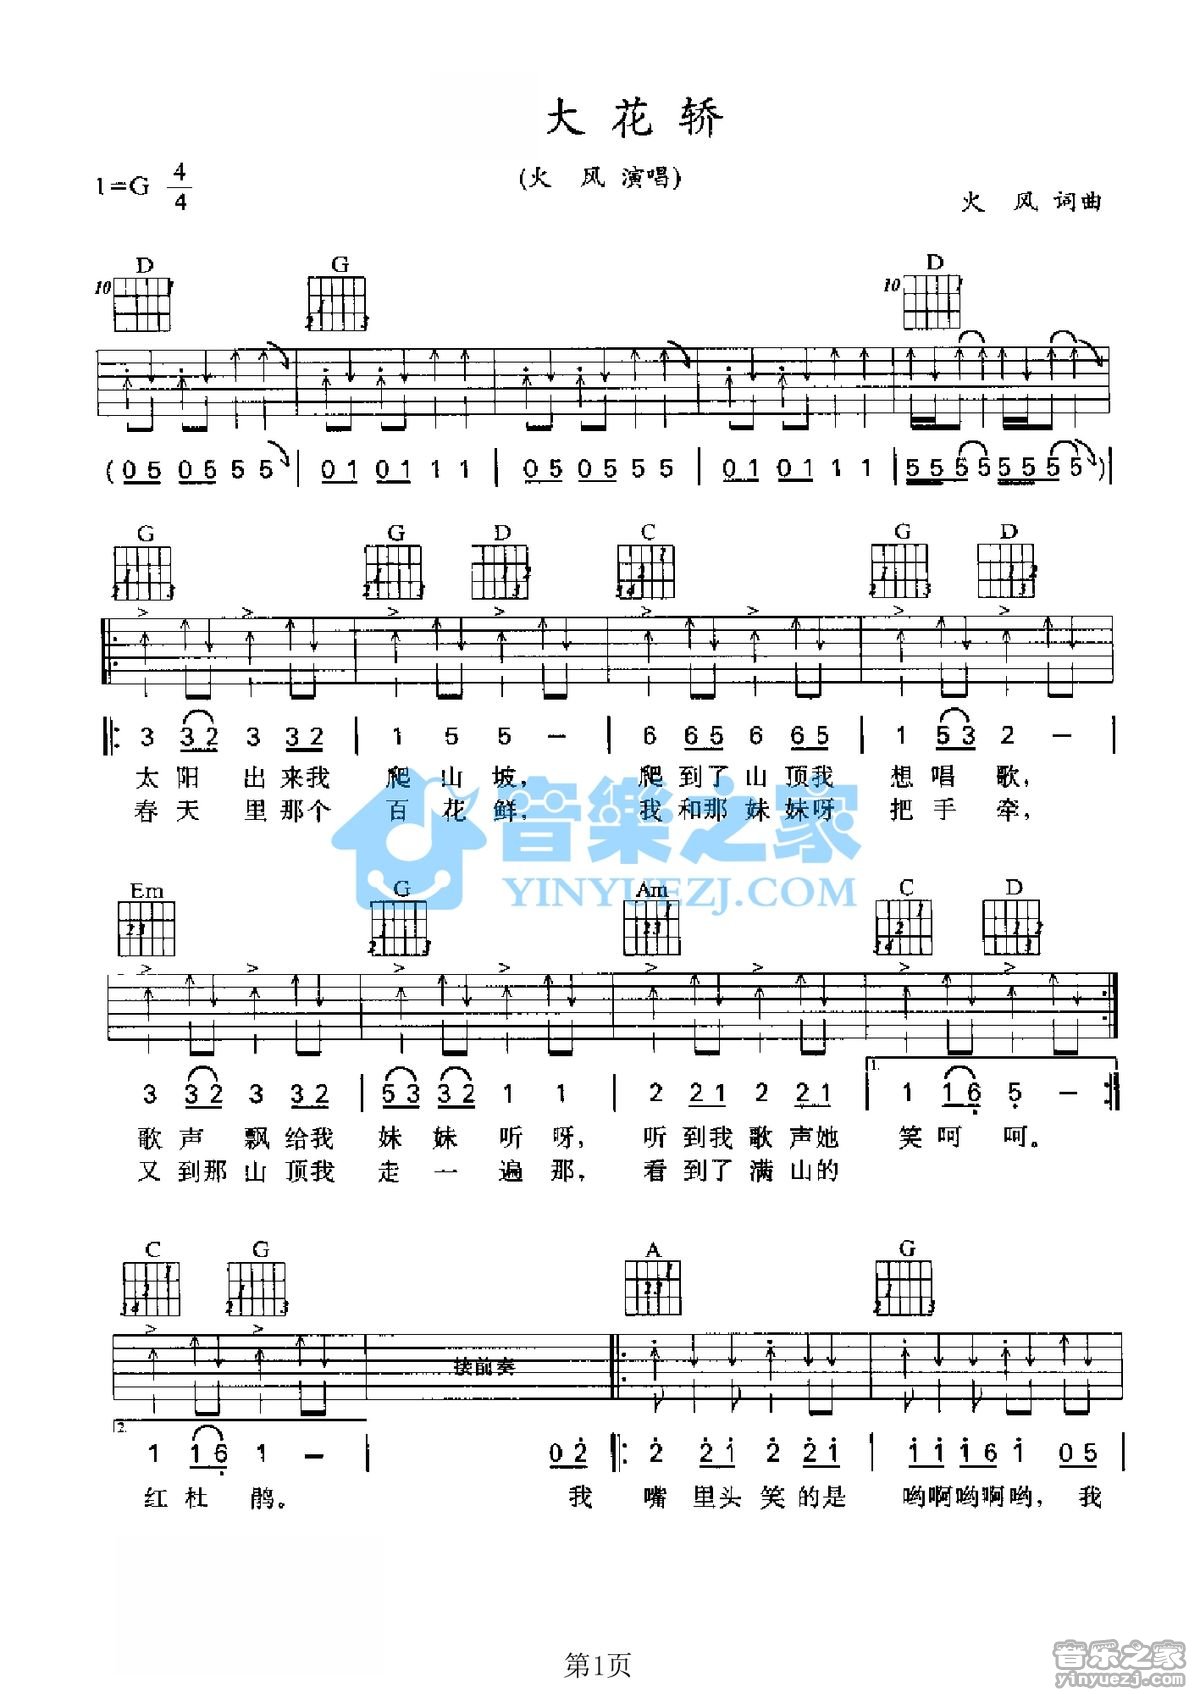 大花轿
(火 风 演唱)
1=G 4/4
火 风 词曲
D G D
10 10
(0 5 0 5 5 5 | 0 1 0 1 1 1 | 0 5 0 5 5 5 | 0 1 0 1 1 1 | 5 5 5 5 5 5 5 5)|
G G D C G D
3 3 2 3 3 2 | 1 5 5 – | 6 6 5 6 6 5 | 1 5 3 2 – |
太阳 出来我 爬山坡, 爬到了山顶我 想唱歌,
春天 里那个 百花鲜, 我和那妹妹呀 把手牵,
音樂之家
YINYUEZJ.COM
Em G Am C D
1.
3 3 2 3 3 2 | 5 3 3 2 1 1 | 2 2 1 2 2 1 | 1 1 6 5 – :
歌声 飘给我 妹妹听呀, 听到我歌声她 笑呵 呵。
又到那山顶我 走一遍那, 看到了满山的
C G A G
接前奏
2.
1 1 6 1 – | 0 2 : 2 2 1 2 2 1 | 1 1 1 6 1 0 5 |
红杜 鹃。 我 嘴里头笑的是 哟啊哟啊哟, 我
第1页
音乐之家
yinyuezj.com